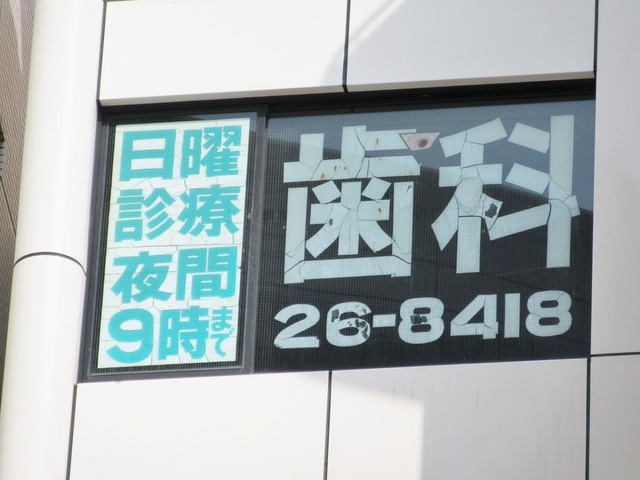 日曜
診療
夜間
9時まで
歯科
26-8418